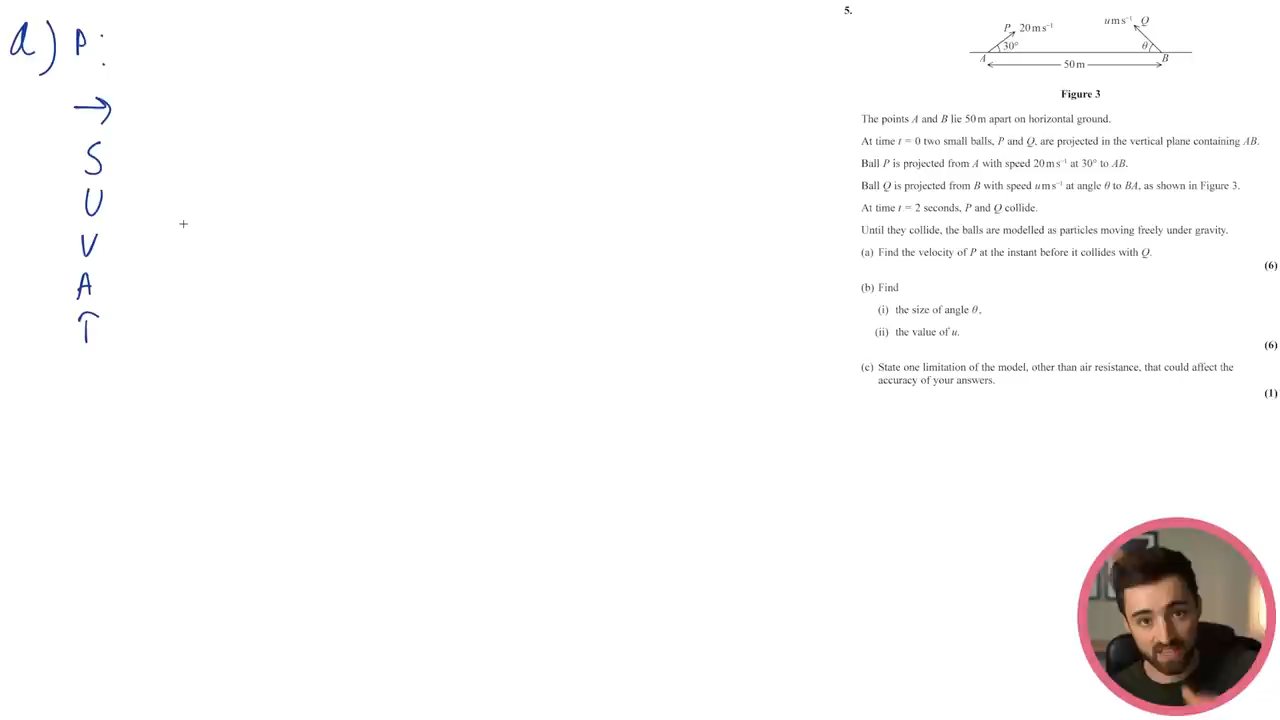 a) P:
→
S
U
V
A
T
5.
P 20 m s⁻¹
u m s⁻¹ Q
30°
θ
A
B
50 m
Figure 3
The points A and B lie 50 m apart on horizontal ground.
At time t = 0 two small balls, P and Q, are projected in the vertical plane containing AB.
Ball P is projected from A with speed 20 m s⁻¹ at 30° to AB.
Ball Q is projected from B with speed u m s⁻¹ at angle θ to BA, as shown in Figure 3.
At time t = 2 seconds, P and Q collide.
Until they collide, the balls are modelled as particles moving freely under gravity.
(a) Find the velocity of P at the instant before it collides with Q.
(6)
(b) Find
(i) the size of angle θ,
(ii) the value of u.
(6)
(c) State one limitation of the model, other than air resistance, that could affect the
accuracy of your answers.
(1)